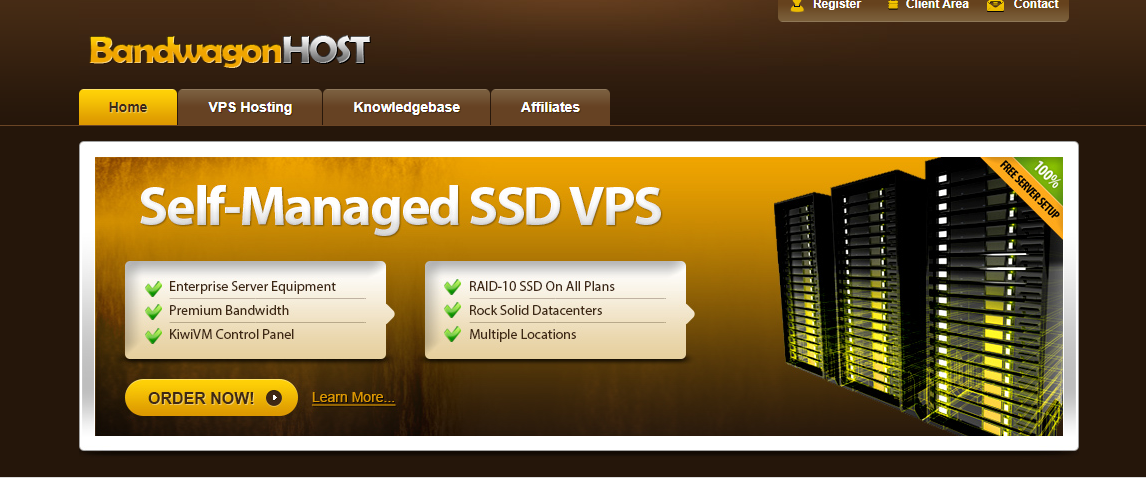 Register Client Area Contact
BandwagonHOST
Home VPS Hosting Knowledgebase Affiliates
100%
FREE SERVER SETUP
Self-Managed SSD VPS
Enterprise Server Equipment
Premium Bandwidth
KiwiVM Control Panel
RAID-10 SSD On All Plans
Rock Solid Datacenters
Multiple Locations
ORDER NOW! Learn More...